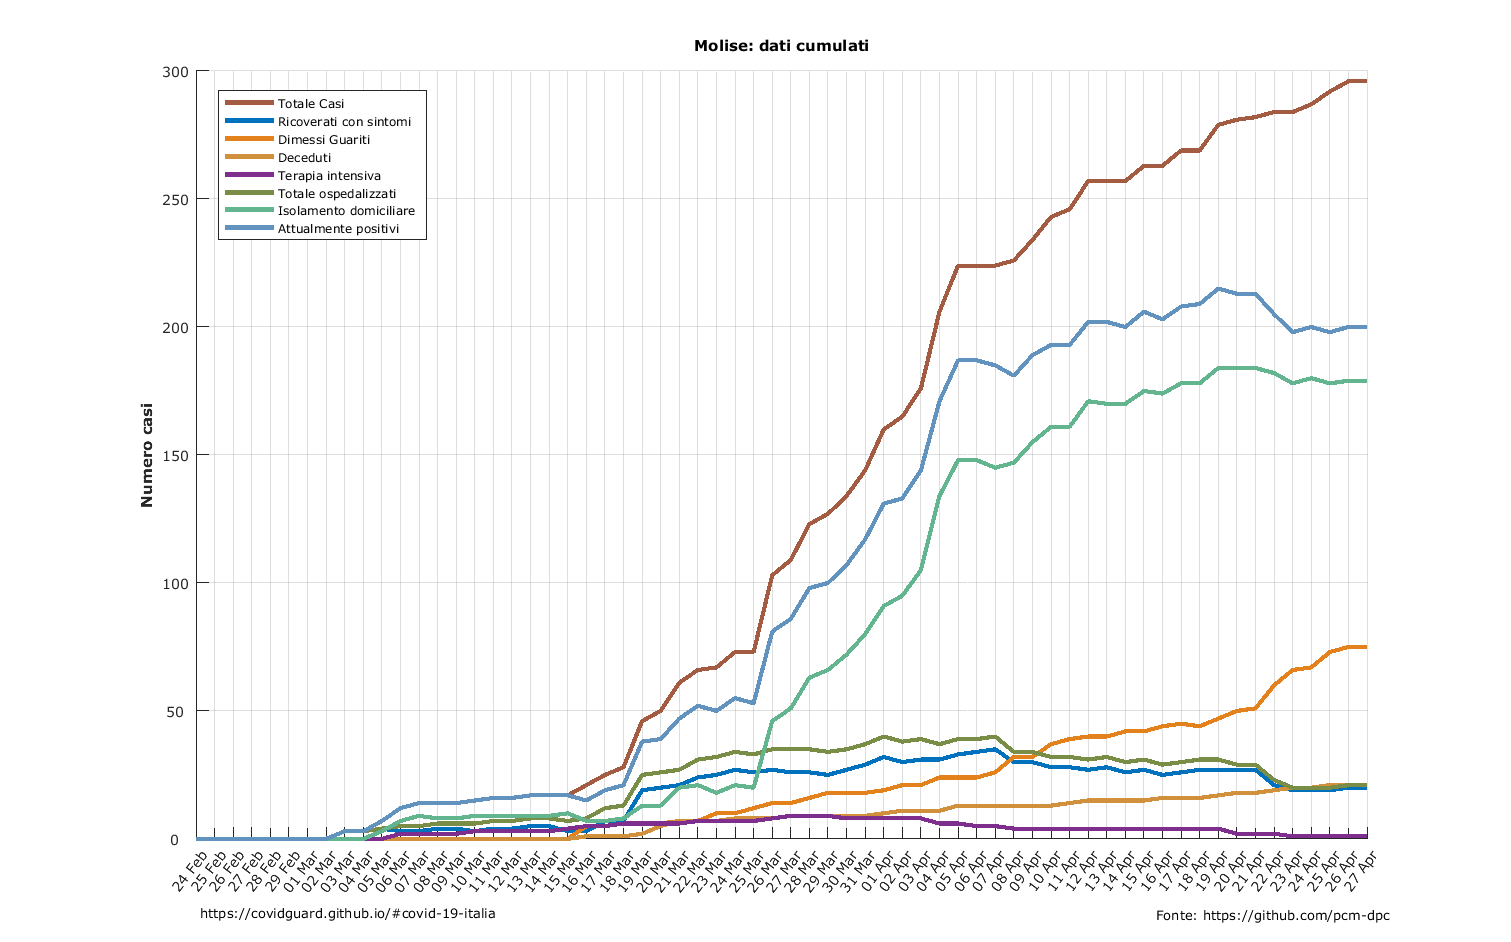 Molise: dati cumulati
300
250
200
150
100
50
0
Numero casi
Totale Casi
Ricoverati con sintomi
Dimessi Guariti
Deceduti
Terapia intensiva
Totale ospedalizzati
Isolamento domiciliare
Attualmente positivi
24 Feb
25 Feb
26 Feb
27 Feb
28 Feb
29 Feb
01 Mar
02 Mar
03 Mar
04 Mar
05 Mar
06 Mar
07 Mar
08 Mar
09 Mar
10 Mar
11 Mar
12 Mar
13 Mar
14 Mar
15 Mar
16 Mar
17 Mar
18 Mar
19 Mar
20 Mar
21 Mar
22 Mar
23 Mar
24 Mar
25 Mar
26 Mar
27 Mar
28 Mar
29 Mar
30 Mar
31 Mar
01 Apr
02 Apr
03 Apr
04 Apr
05 Apr
06 Apr
07 Apr
08 Apr
09 Apr
10 Apr
11 Apr
12 Apr
13 Apr
14 Apr
15 Apr
16 Apr
17 Apr
18 Apr
19 Apr
20 Apr
21 Apr
22 Apr
23 Apr
24 Apr
25 Apr
26 Apr
27 Apr
https://covidguard.github.io/#covid-19-italia
Fonte: https://github.com/pcm-dpc